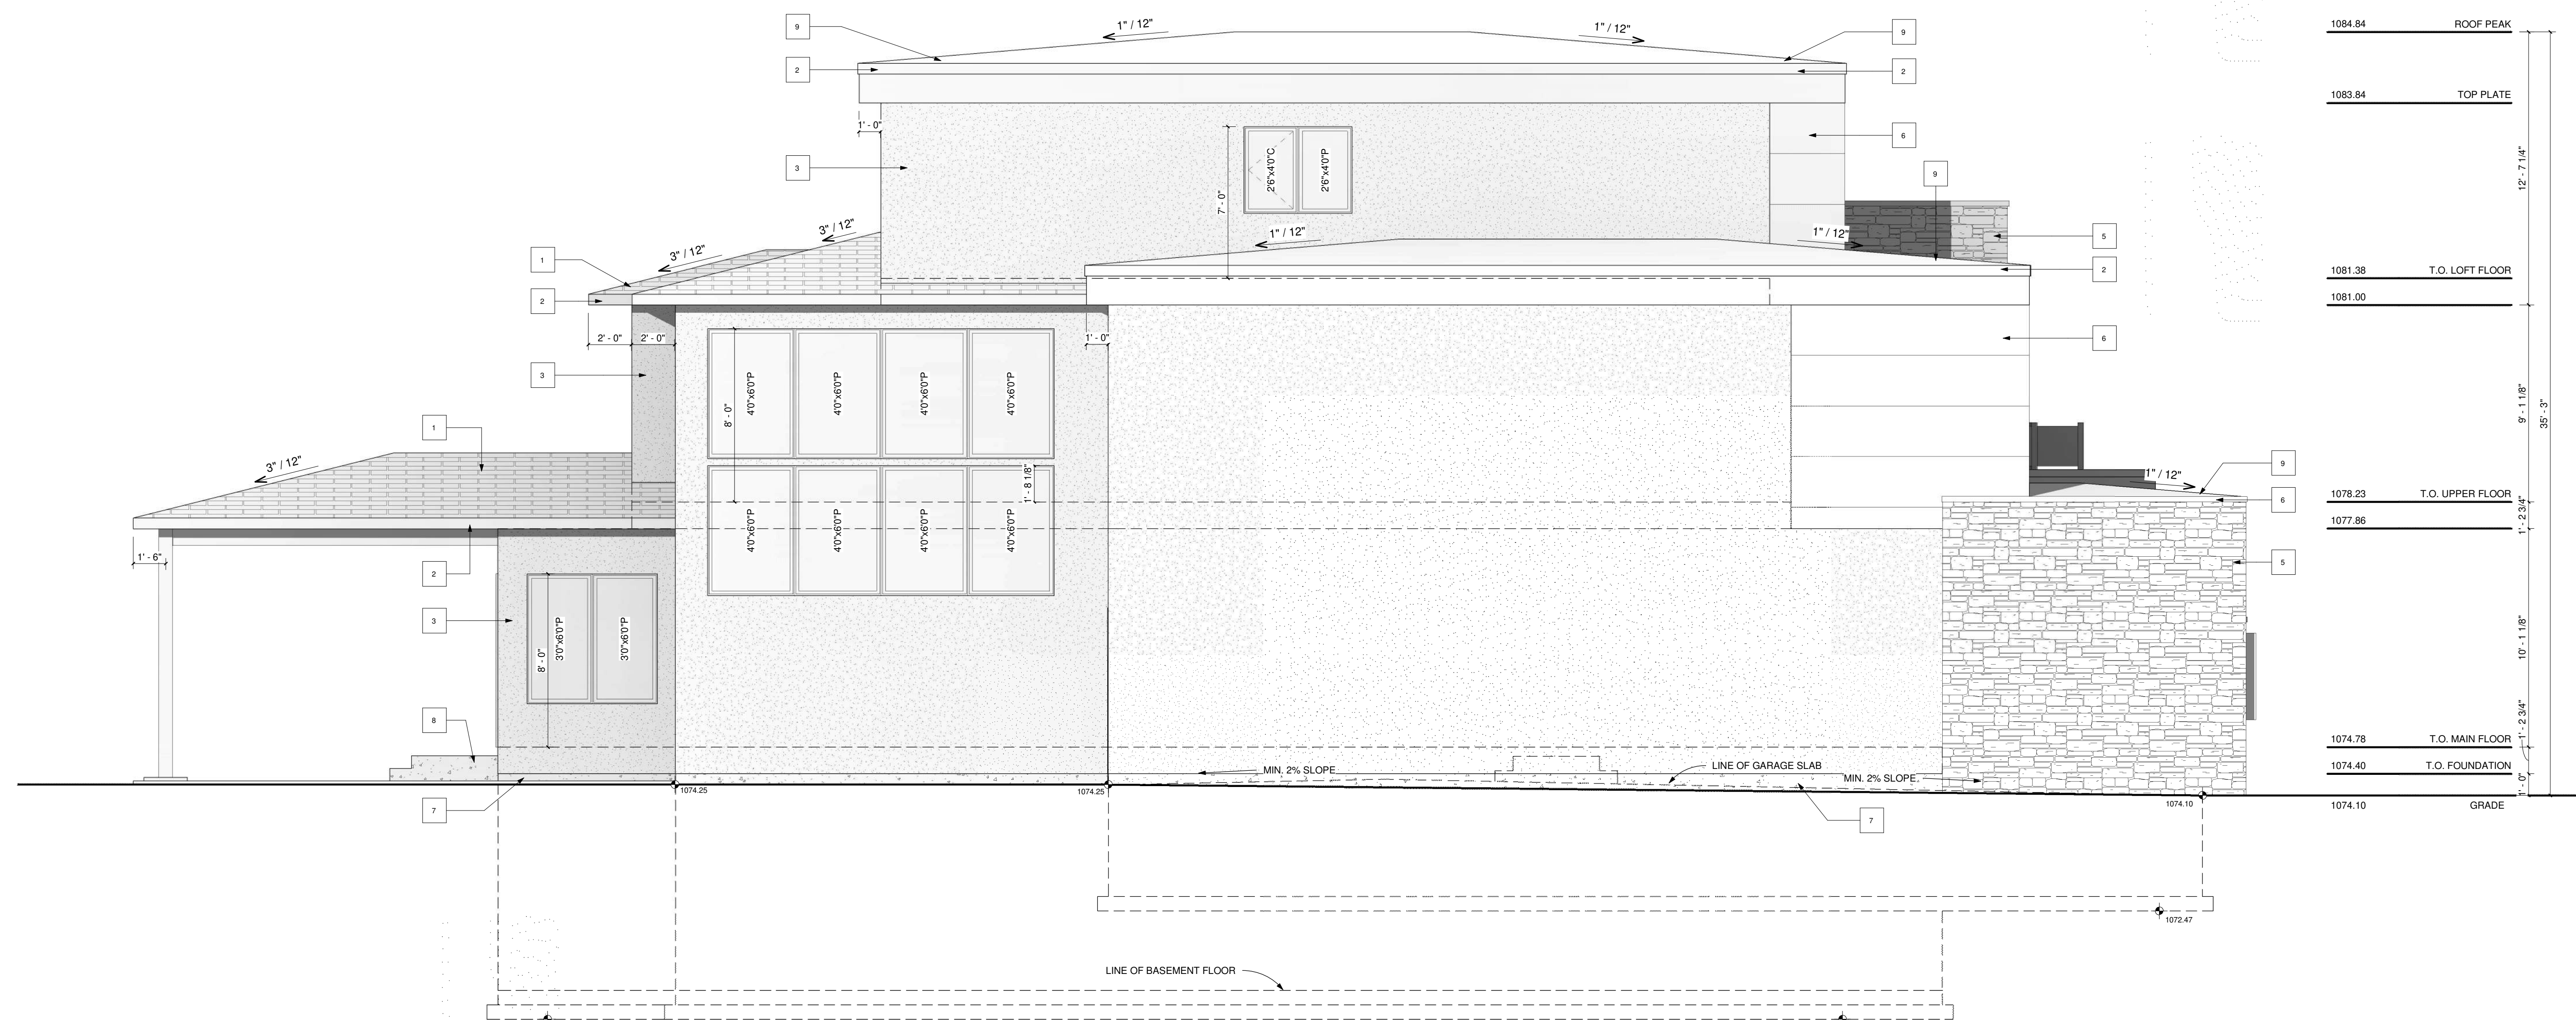 1" / 12"
1" / 12"
9
9
2
2
1084.84 ROOF PEAK
1083.84 TOP PLATE
1' - 0"
6
3
2'6"x4'0"C
2'6"x4'0"P
7' - 0"
9
12' - 7 1/4"
3" / 12"
3" / 12"
1" / 12"
1" / 12"
5
1
2
2
1081.38 T.O. LOFT FLOOR
1081.00
2' - 0"
2' - 0"
1' - 0"
6
3
4'0"x6'0"P
4'0"x6'0"P
4'0"x6'0"P
4'0"x6'0"P
8' - 0"
9' - 1 1/8"
35' - 3"
1
3" / 12"
1' - 8 1/8"
1" / 12"
9
6
1078.23 T.O. UPPER FLOOR
1077.86
1' - 2 3/4"
4'0"x6'0"P
4'0"x6'0"P
4'0"x6'0"P
4'0"x6'0"P
1' - 6"
2
5
3
3'0"x6'0"P
3'0"x6'0"P
8' - 0"
10' - 1 1/8"
8
1' - 2 3/4"
1074.78 T.O. MAIN FLOOR
MIN. 2% SLOPE
LINE OF GARAGE SLAB
MIN. 2% SLOPE
1074.40 T.O. FOUNDATION
1' - 0"
1074.25
1074.25
1074.10
1074.10 GRADE
7
7
1072.47
LINE OF BASEMENT FLOOR